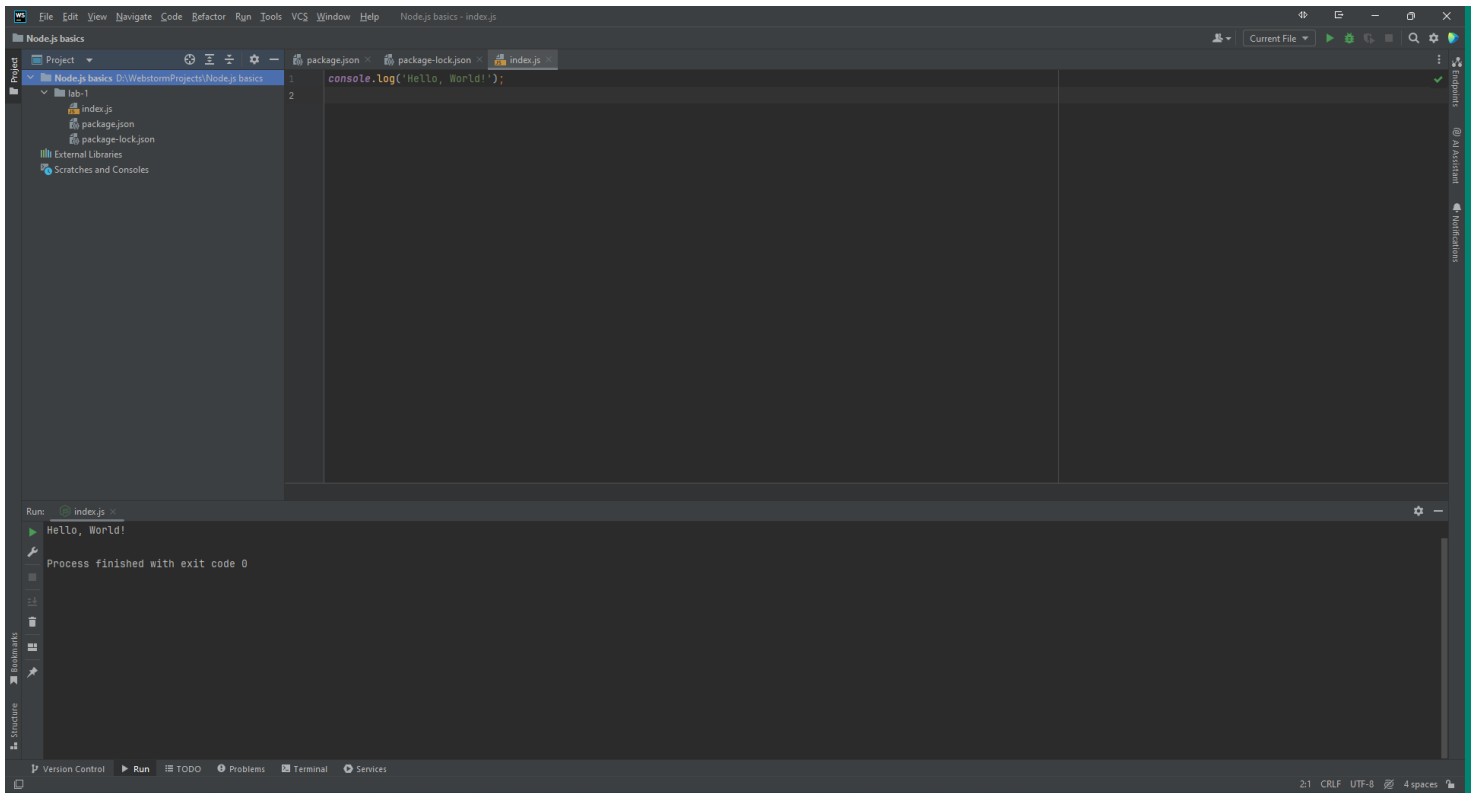 WS File Edit View Navigate Code Refactor Run Tools VCS Window Help Node.js basics - index.js
Node.js basics
Current File
Project
Project
package.json
package-lock.json
index.js
Node.js basics D:\WebstormProjects\Node.js basics
lab-1
index.js
package.json
package-lock.json
External Libraries
Scratches and Consoles
1 console.log('Hello, World!');
2
Endpoints
AI Assistant
Notifications
Run: index.js
Hello, World!
Process finished with exit code 0
Bookmarks
Structure
Version Control Run TODO Problems Terminal Services
2:1 CRLF UTF-8 4 spaces